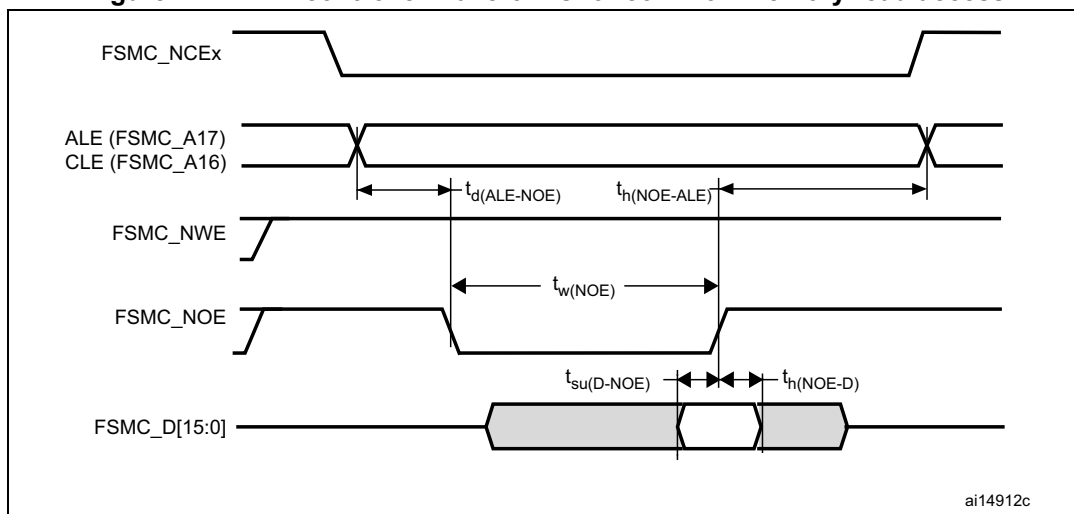 FSMC_NCEx
ALE (FSMC_A17)
CLE (FSMC_A16)
td(ALE-NOE)
th(NOE-ALE)
FSMC_NWE
tw(NOE)
FSMC_NOE
tsu(D-NOE)
th(NOE-D)
FSMC_D[15:0]
ai14912c